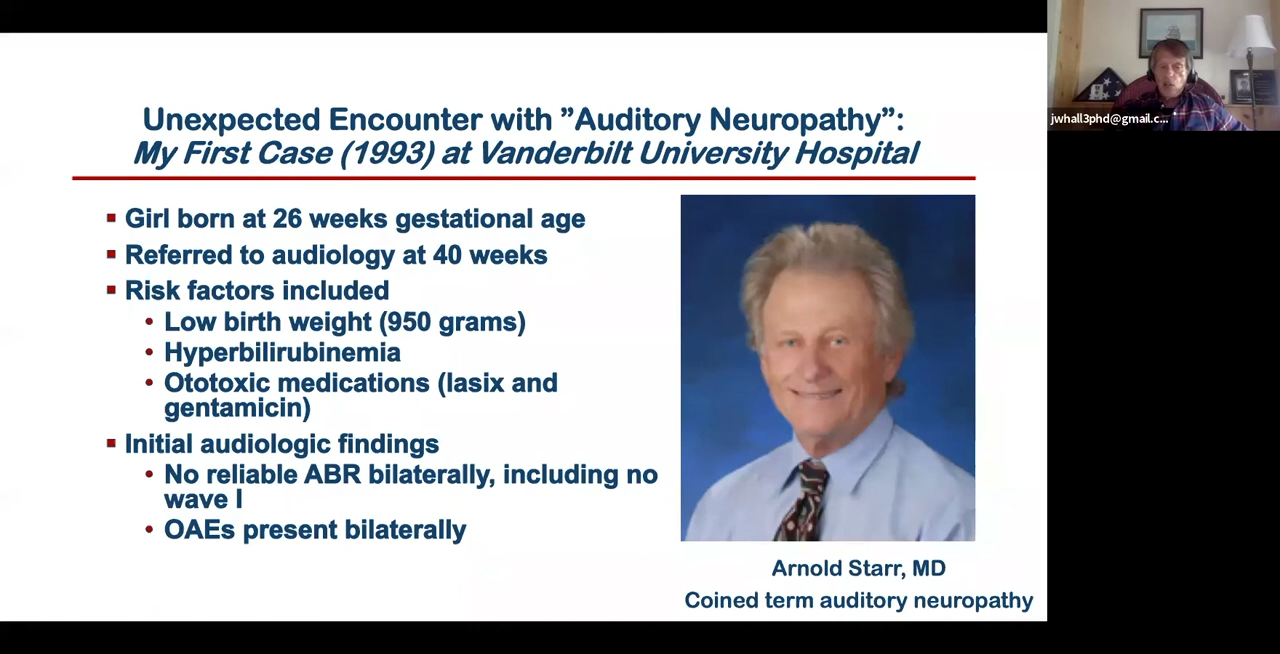 Unexpected Encounter with ”Auditory Neuropathy”:
My First Case (1993) at Vanderbilt University Hospital
Girl born at 26 weeks gestational age
Referred to audiology at 40 weeks
Risk factors included
Low birth weight (950 grams)
Hyperbilirubinemia
Ototoxic medications (lasix and
gentamicin)
Initial audiologic findings
No reliable ABR bilaterally, including no
wave I
OAEs present bilaterally
Arnold Starr, MD
Coined term auditory neuropathy
jwhall3phd@gmail.c...